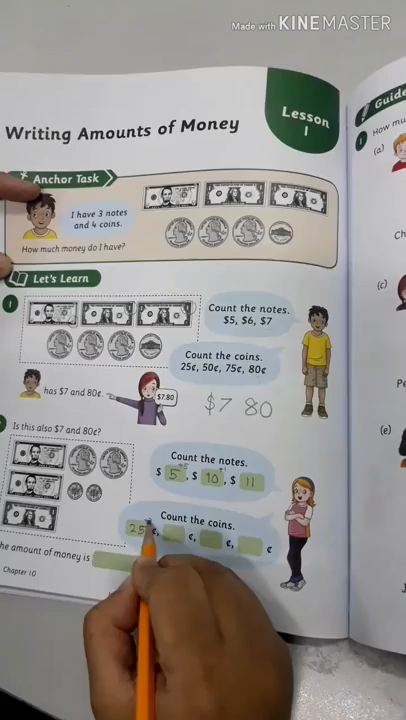 Made with KINEMASTER
Lesson
1
Writing Amounts of Money
Anchor Task
I have 3 notes
and 4 coins.
How much money do I have?
Let's Learn
1
Count the notes.
$5, $6, $7
Count the coins.
25¢, 50¢, 75¢, 80¢
has $7 and 80¢.
$7.80
$7 80
Is this also $7 and 80¢?
Count the notes.
$ 5, $ 10, $ 11
Count the coins.
25 ¢, ¢, ¢, ¢
he amount of money is
Chapter 10
Guide
1 How mu
(a)
Ch
(c)
Pe
(e)